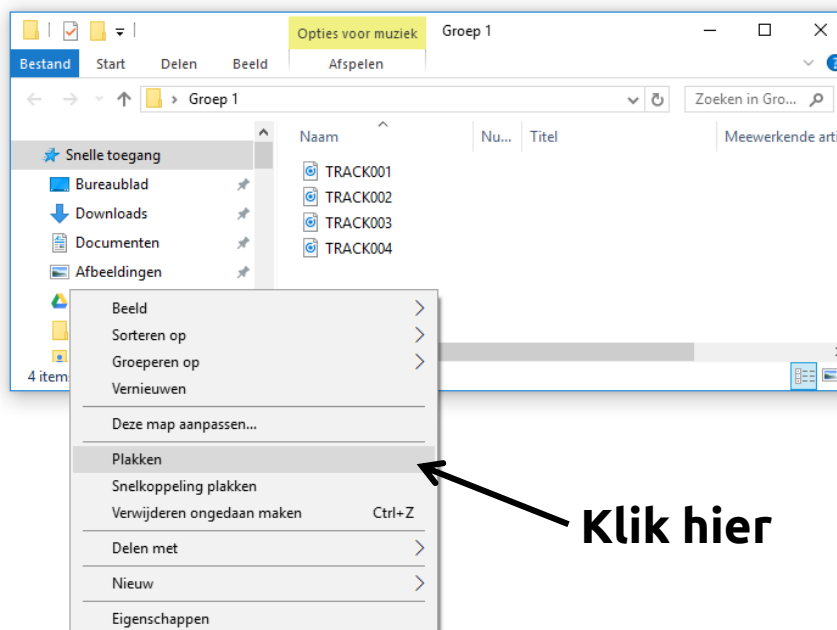 Opties voor muziek Groep 1
Bestand Start Delen Beeld Afspelen
Groep 1 Zoeken in Gro...
Naam Nu... Titel Meewerkende arti
Snelle toegang
Bureaublad
Downloads
Documenten
Afbeeldingen
TRACK001
TRACK002
TRACK003
TRACK004
4 item
Beeld
Sorteren op
Groeperen op
Vernieuwen
Deze map aanpassen...
Plakken
Snelkoppeling plakken
Verwijderen ongedaan maken Ctrl+Z
Delen met
Nieuw
Eigenschappen
Klik hier